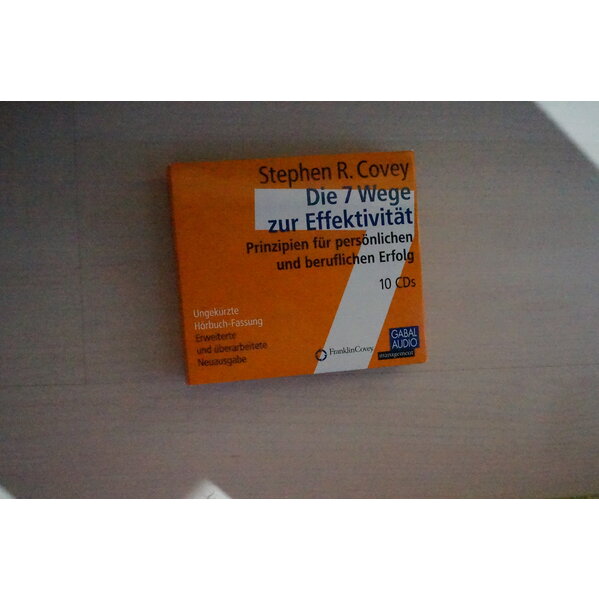 Stephen R. Covey
Die 7 Wege
zur Effektivität
Prinzipien für persönlichen
und beruflichen Erfolg
10 CDs
Ungekürzte
Hörbuch-Fassung
Erweiterte
und überarbeitete
Neuausgabe
FranklinCovey
GABAL
AUDIO
management